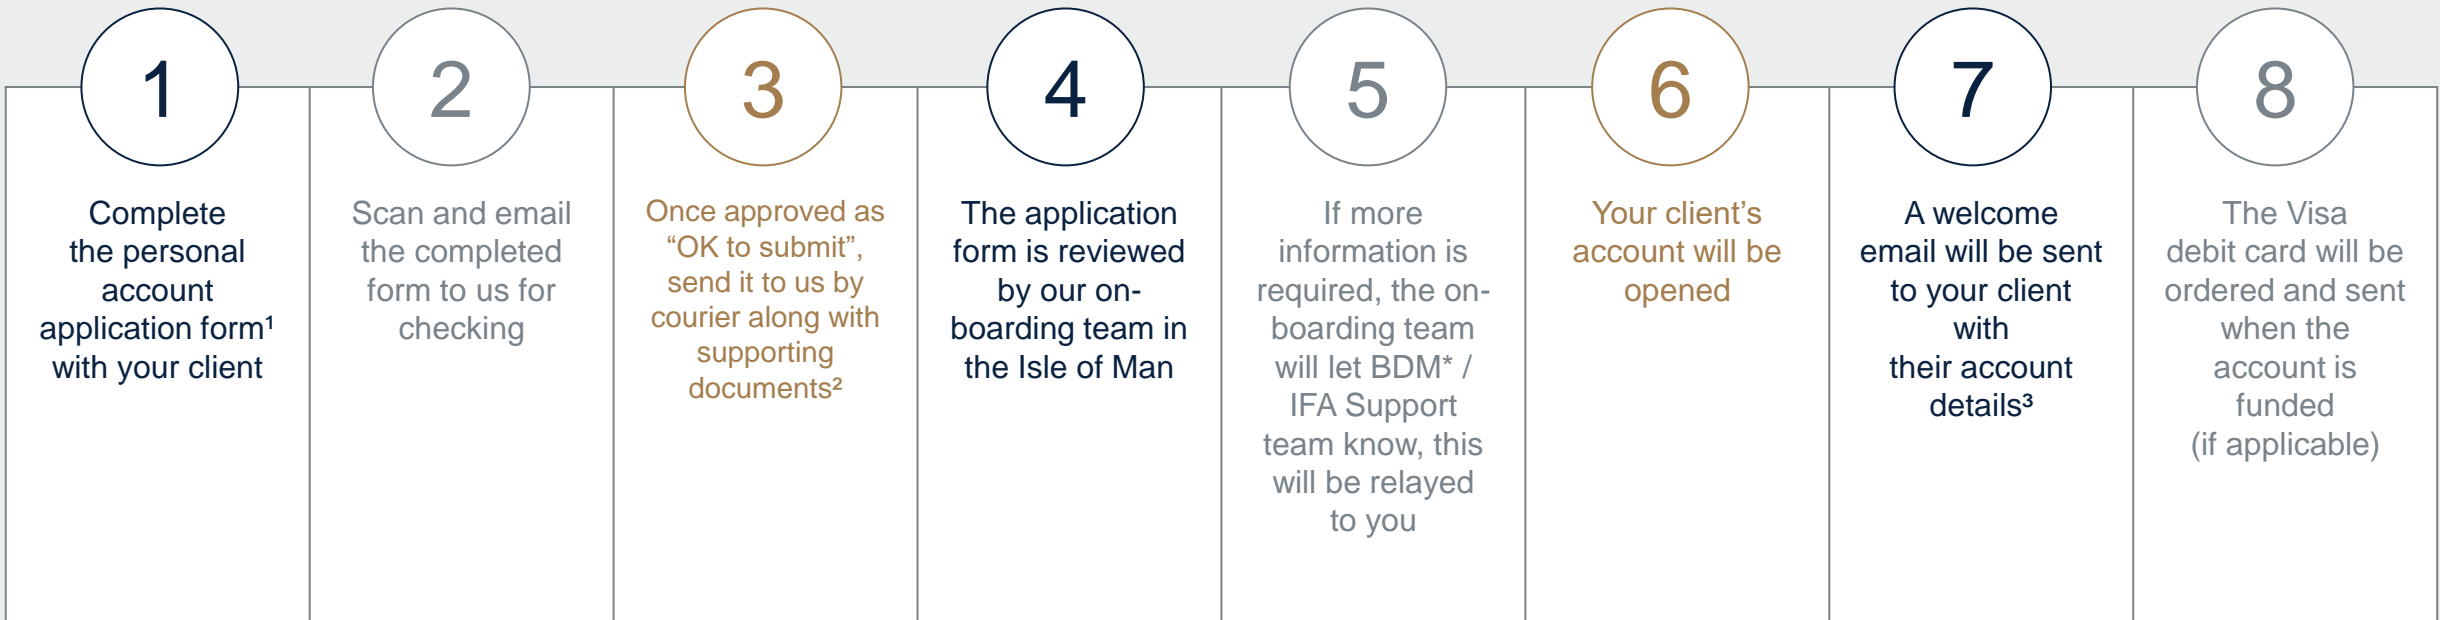 1
Complete
the personal
account
application form¹
with your client
2
Scan and email
the completed
form to us for
checking
3
Once approved as
“OK to submit”,
send it to us by
courier along with
supporting
documents²
4
The application
form is reviewed
by our on-
boarding team in
the Isle of Man
5
If more
information is
required, the on-
boarding team
will let BDM* /
IFA Support
team know, this
will be relayed
to you
6
Your client’s
account will be
opened
7
A welcome
email will be sent
to your client
with
their account
details³
8
The Visa
debit card will be
ordered and sent
when the
account is
funded
(if applicable)